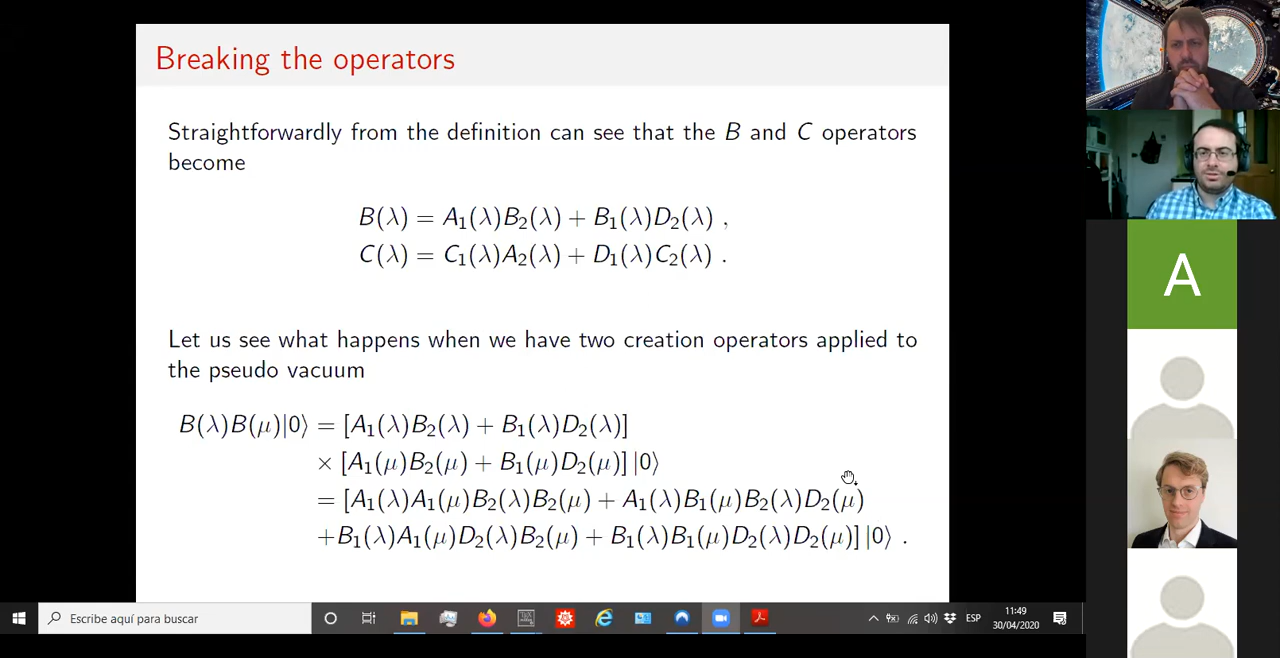 Breaking the operators
Straightforwardly from the definition can see that the B and C operators
become
B(λ) = A₁(λ)B₂(λ) + B₁(λ)D₂(λ) ,
C(λ) = C₁(λ)A₂(λ) + D₁(λ)C₂(λ) .
Let us see what happens when we have two creation operators applied to
the pseudo vacuum
B(λ)B(μ)|0⟩ = [A₁(λ)B₂(λ) + B₁(λ)D₂(λ)]
× [A₁(μ)B₂(μ) + B₁(μ)D₂(μ)] |0⟩
= [A₁(λ)A₁(μ)B₂(λ)B₂(μ) + A₁(λ)B₁(μ)B₂(λ)D₂(μ)
+B₁(λ)A₁(μ)D₂(λ)B₂(μ) + B₁(λ)B₁(μ)D₂(λ)D₂(μ)] |0⟩ .
A
Escribe aquí para buscar
ESP
11:49
30/04/2020